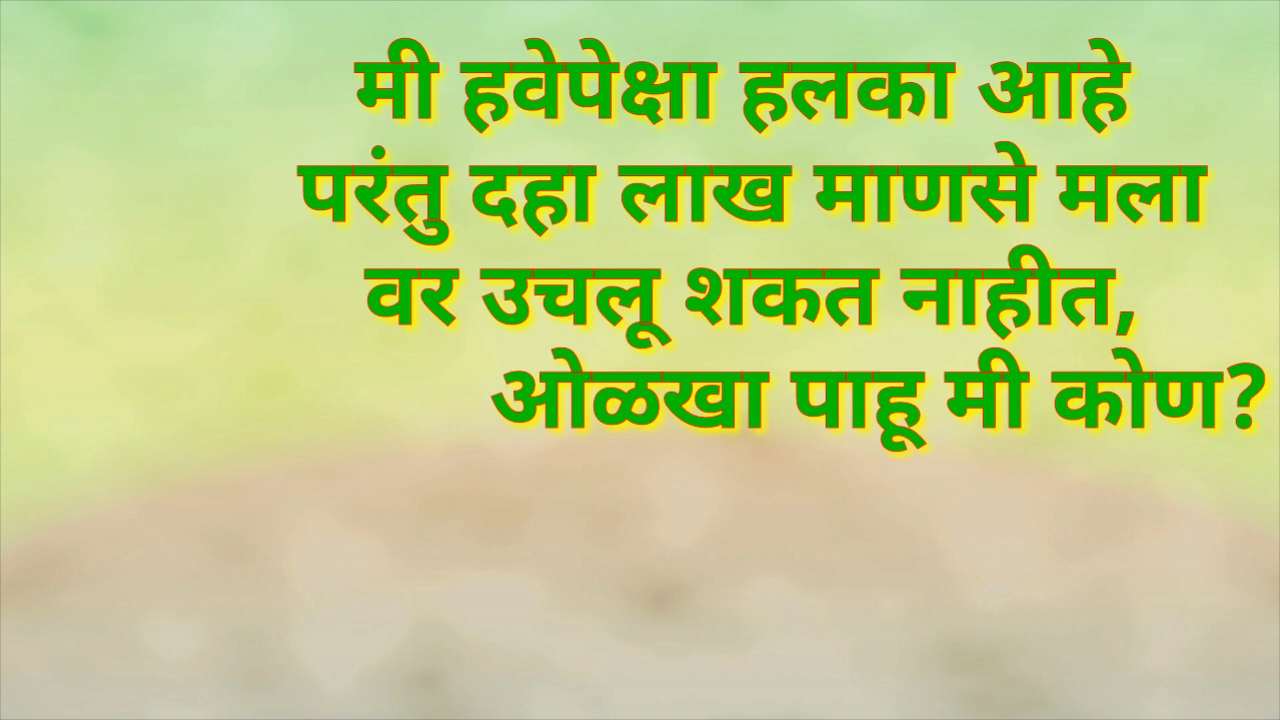 मी हवेपेक्षा हलका आहे
परंतु दहा लाख माणसे मला
वर उचलू शकत नाहीत,
ओळखा पाहू मी कोण?